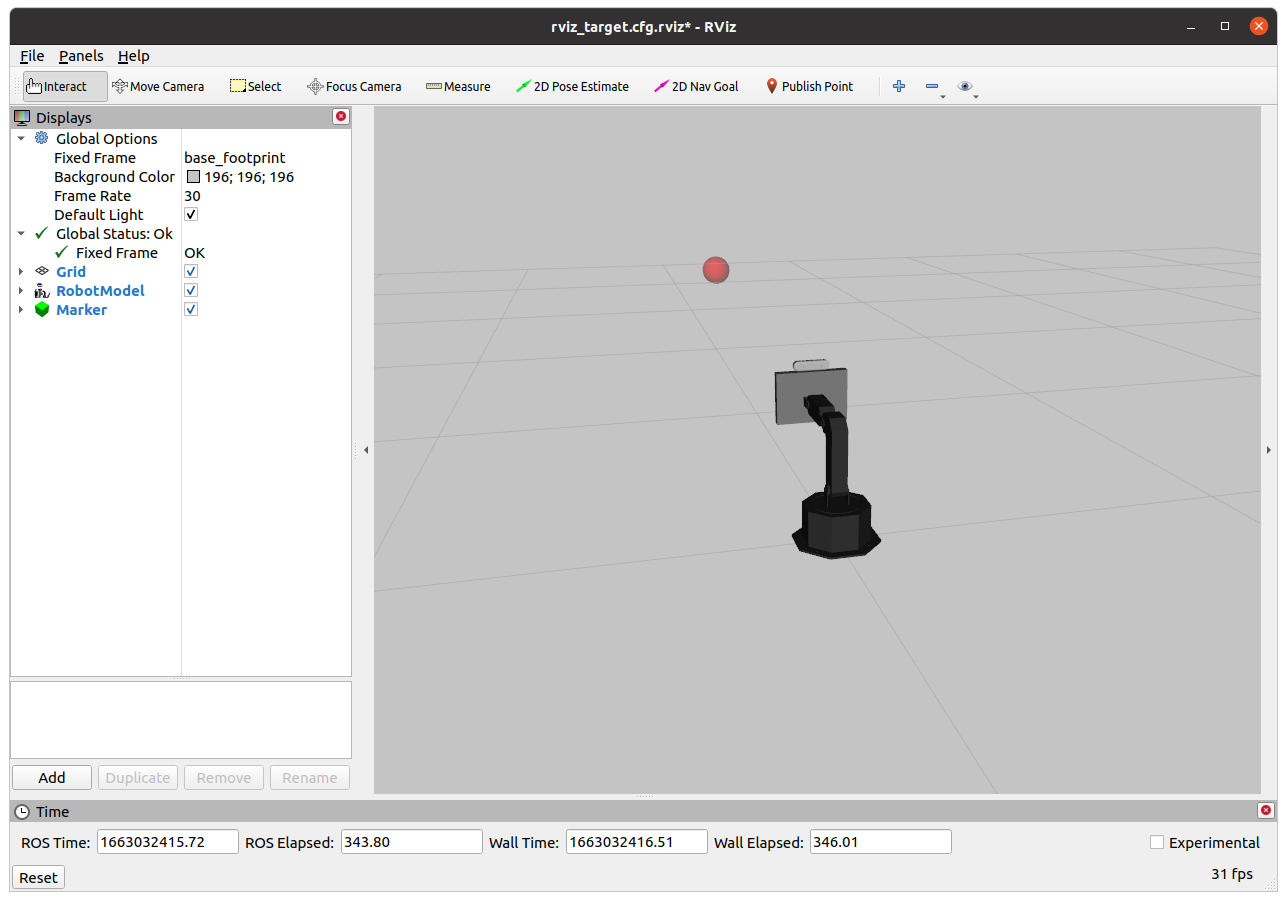 rviz_target.cfg.rviz* - RViz
File Panels Help
Interact Move Camera Select Focus Camera Measure 2D Pose Estimate 2D Nav Goal Publish Point
Displays
Global Options
Fixed Frame base_footprint
Background Color 196; 196; 196
Frame Rate 30
Default Light
Global Status: Ok
Fixed Frame OK
Grid
RobotModel
Marker
Add Duplicate Remove Rename
Time
ROS Time: 1663032415.72 ROS Elapsed: 343.80 Wall Time: 1663032416.51 Wall Elapsed: 346.01 Experimental
Reset 31 fps